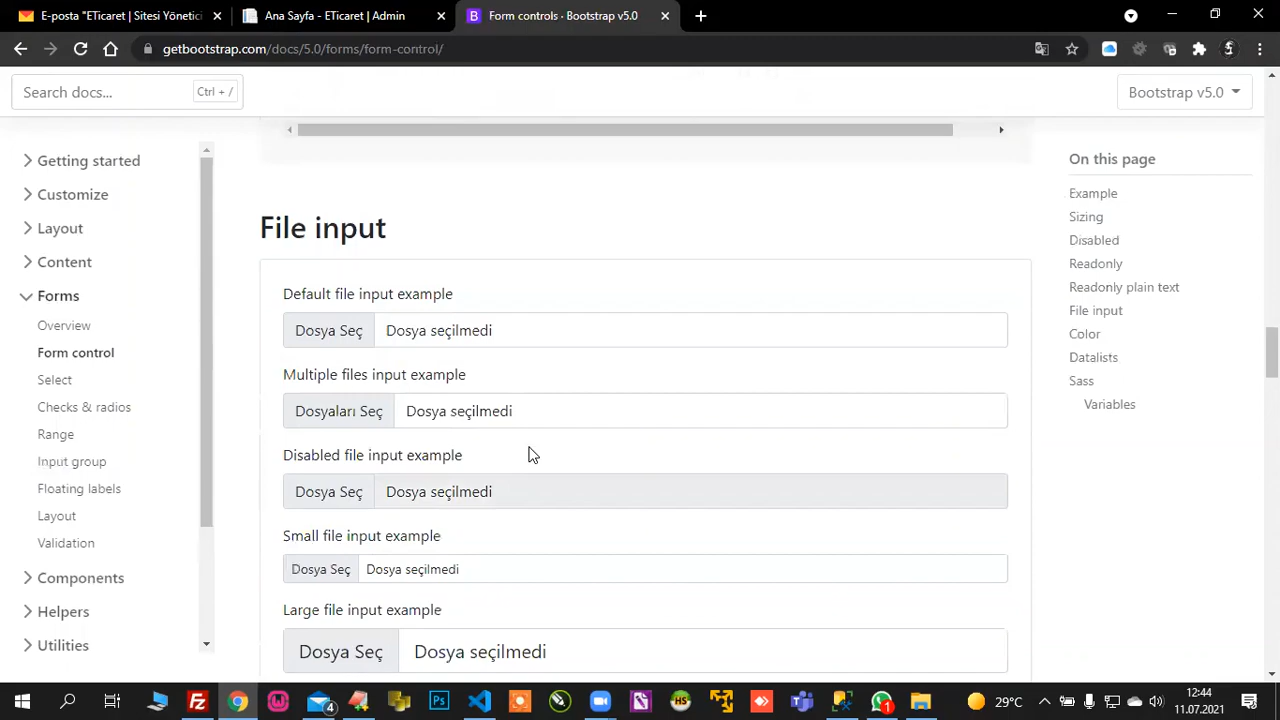 E-posta "ETicaret | Sitesi Yönetici
Ana Sayfa - ETicaret | Admin
Form controls · Bootstrap v5.0
getbootstrap.com/docs/5.0/forms/form-control/
Search docs...
Ctrl + /
Bootstrap v5.0
Getting started
Customize
Layout
Content
Forms
Overview
Form control
Select
Checks & radios
Range
Input group
Floating labels
Layout
Validation
Components
Helpers
Utilities
File input
Default file input example
Dosya Seç Dosya seçilmedi
Multiple files input example
Dosyaları Seç Dosya seçilmedi
Disabled file input example
Dosya Seç Dosya seçilmedi
Small file input example
Dosya Seç Dosya seçilmedi
Large file input example
Dosya Seç Dosya seçilmedi
On this page
Example
Sizing
Disabled
Readonly
Readonly plain text
File input
Color
Datalists
Sass
Variables
Fz
4
Ps
HS
1
29°C
12:44
11.07.2021